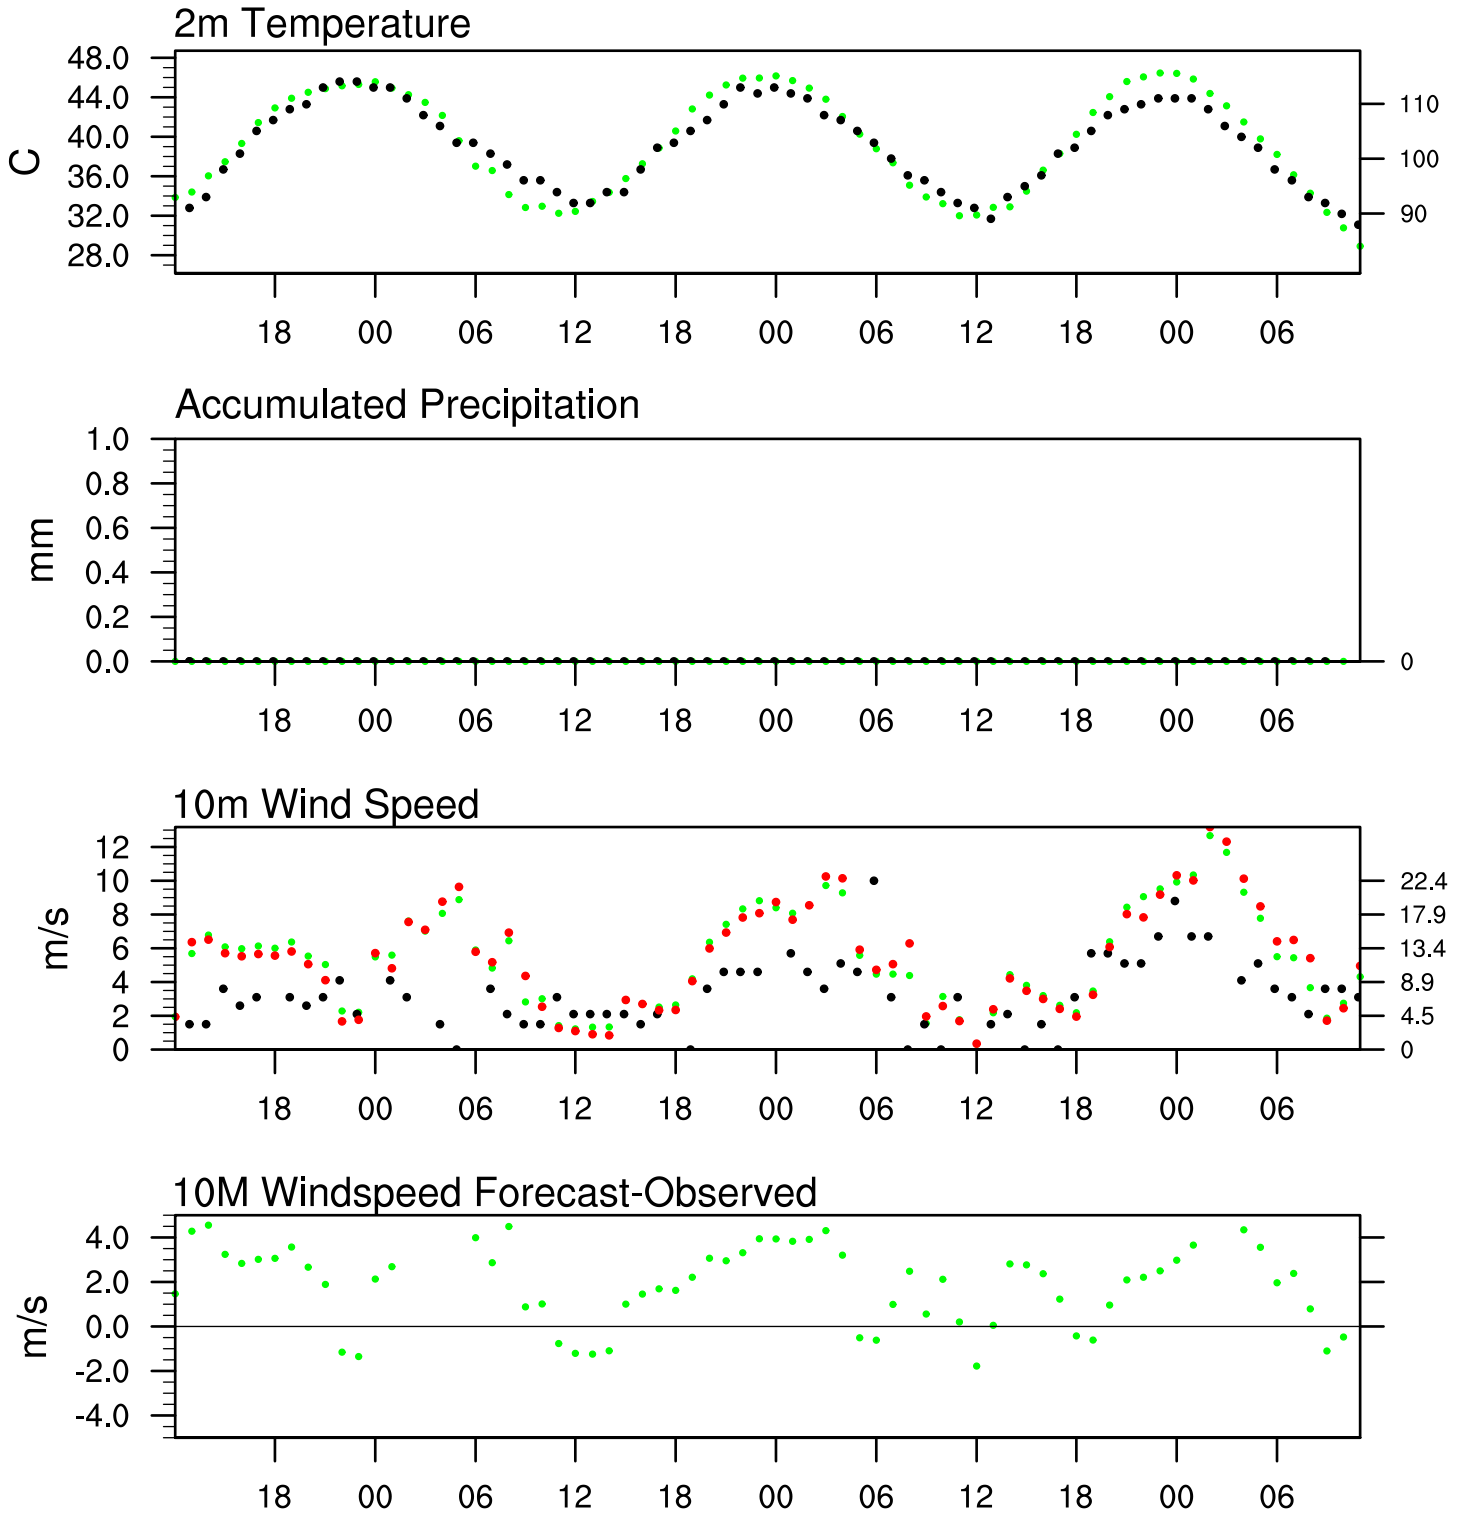 2m Temperature
48.0
44.0
40.0
36.0
32.0
28.0
C
110
100
90
18 00 06 12 18 00 06 12 18 00 06
Accumulated Precipitation
1.0
0.8
0.6
0.4
0.2
0.0
mm
0
18 00 06 12 18 00 06 12 18 00 06
10m Wind Speed
12
10
8
6
4
2
0
m/s
22.4
17.9
13.4
8.9
4.5
0
18 00 06 12 18 00 06 12 18 00 06
10M Windspeed Forecast-Observed
4.0
2.0
0.0
-2.0
-4.0
m/s
18 00 06 12 18 00 06 12 18 00 06